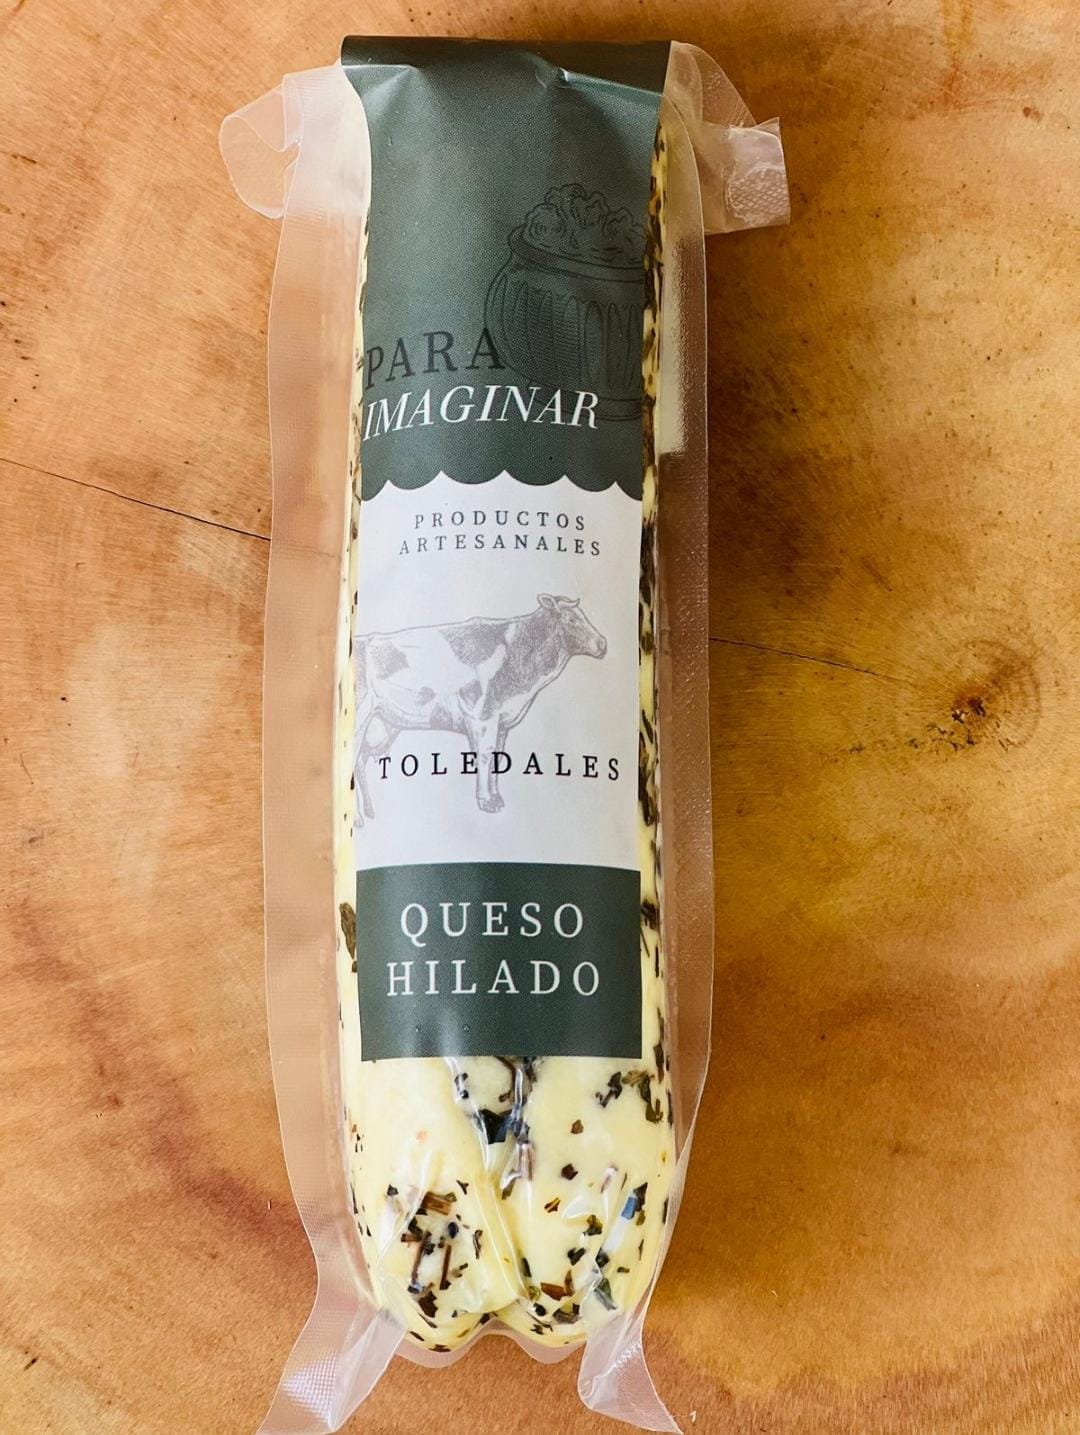 PARA
IMAGINAR
PRODUCTOS
ARTESANALES
TOLEDALES
QUESO
HILADO